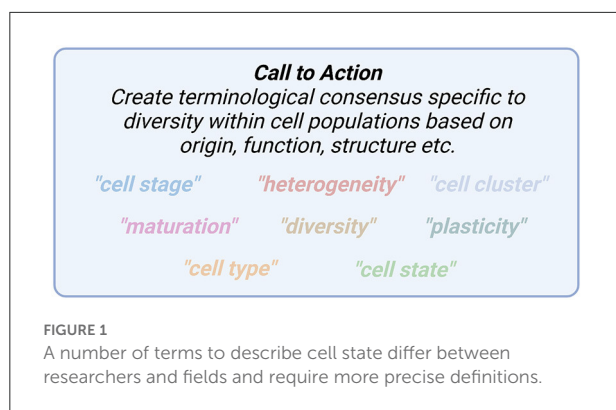 Call to Action
Create terminological consensus specific to
diversity within cell populations based on
origin, function, structure etc.
"cell stage" "heterogeneity" "cell cluster"
"maturation" "diversity" "plasticity"
"cell type" "cell state"
FIGURE 1
A number of terms to describe cell state differ between
researchers and fields and require more precise definitions.